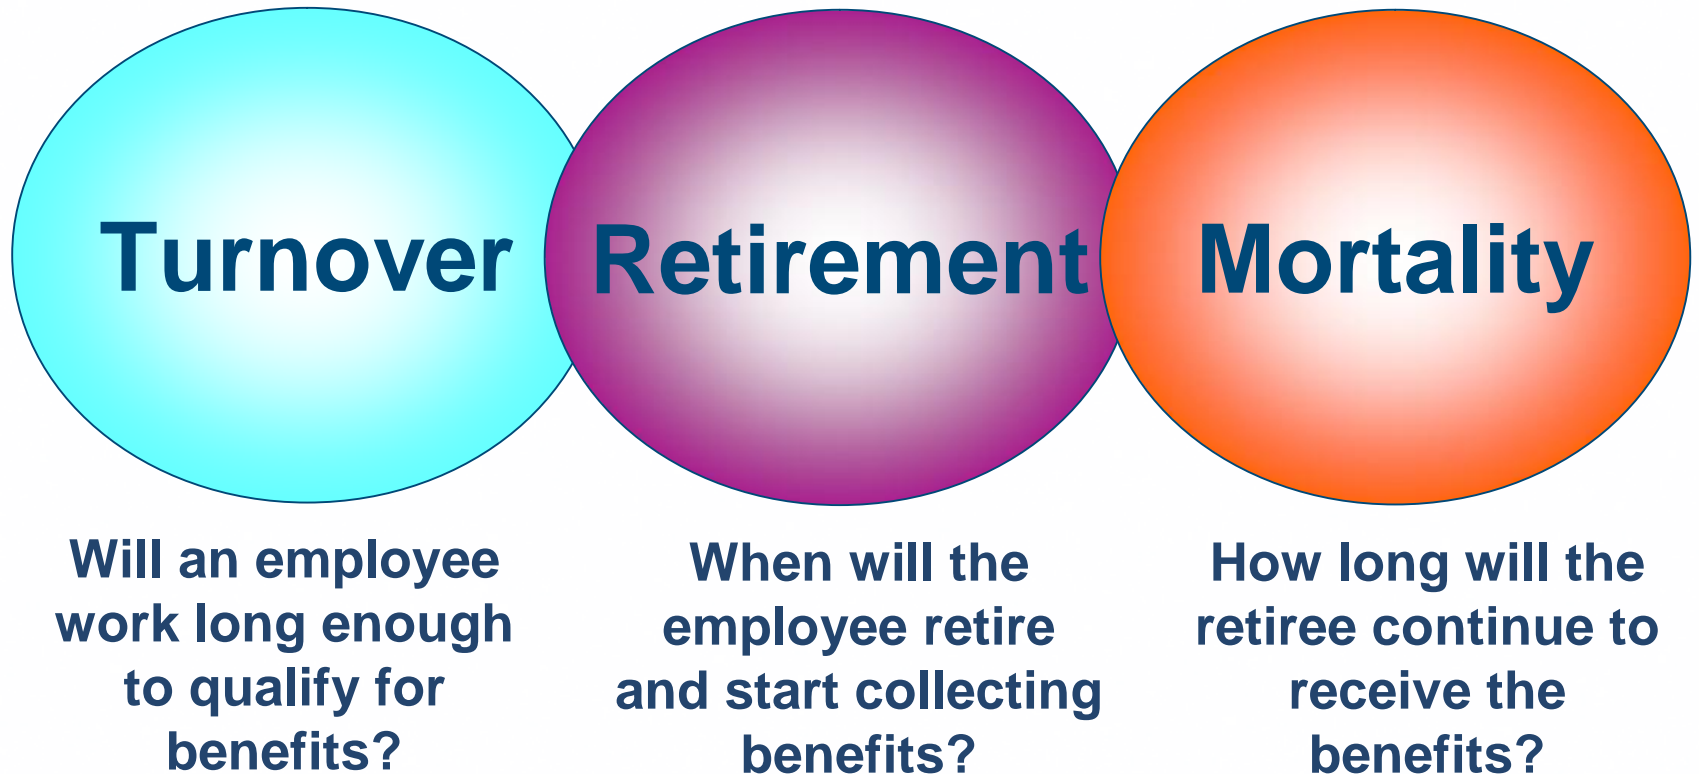 Turnover
Retirement
Mortality
Will an employee
work long enough
to qualify for
benefits?
When will the
employee retire
and start collecting
benefits?
How long will the
retiree continue to
receive the
benefits?